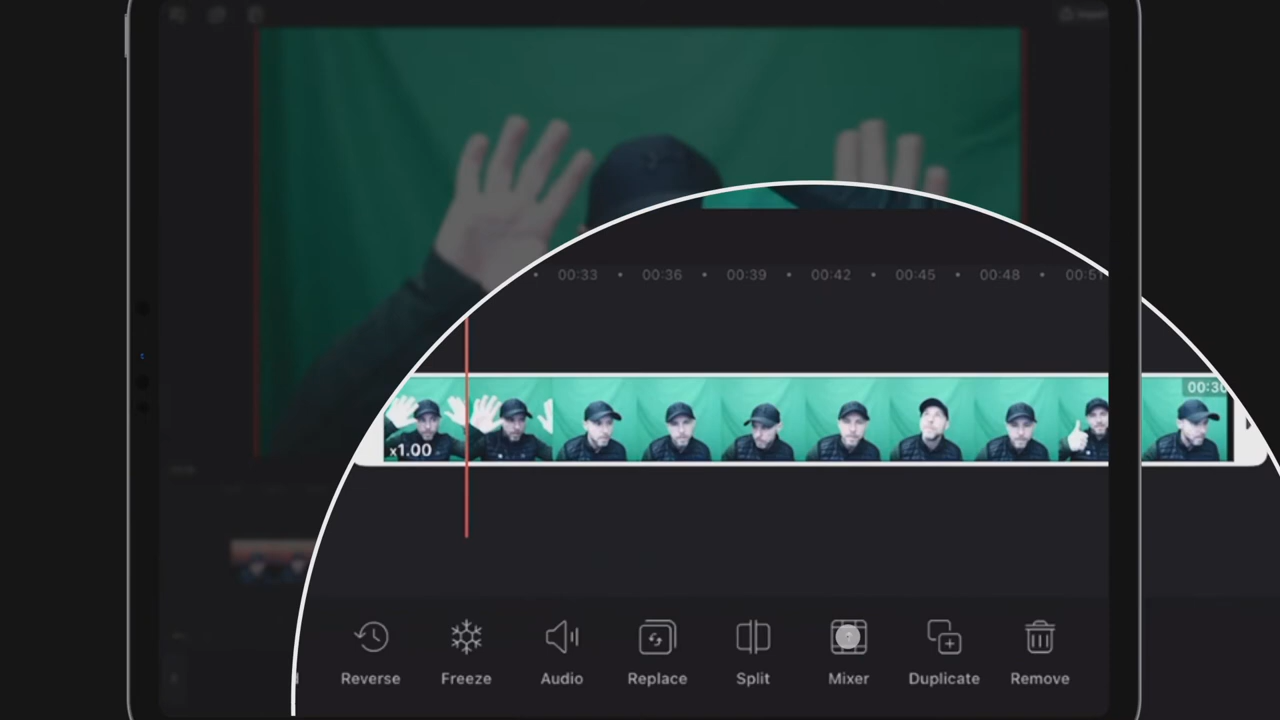 00:33 00:36 00:39 00:42 00:45 00:48 00:51
00:30
x1.00
Reverse Freeze Audio Replace Split Mixer Duplicate Remove